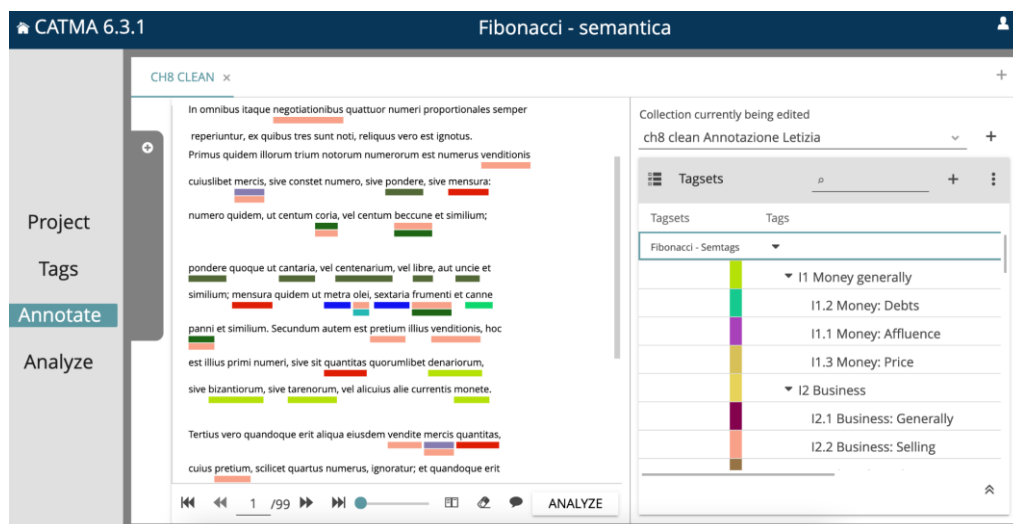 CATMA 6.3.1
Fibonacci - semantica
Project
Tags
Annotate
Analyze
CH8 CLEAN ×
+
In omnibus itaque negotiationibus quattuor numeri proportionales semper
reperiuntur, ex quibus tres sunt noti, reliquus vero est ignotus.
Primus quidem illorum trium notorum numerorum est numerus venditionis
cuiuslibet mercis, sive constet numero, sive pondere, sive mensura:
numero quidem, ut centum coria, vel centum beccune et similium;
pondere quoque ut cantaria, vel centenarium, vel libre, aut uncie et
similium; mensura quidem ut metra olei, sextaria frumenti et canne
panni et similium. Secundum autem est pretium illius venditionis, hoc
est illius primi numeri, sive sit quantitas quorumlibet denariorum,
sive bizantiorum, sive tarenorum, vel alicuius alie currentis monete.
Tertius vero quandoque erit aliqua eiusdem vendite mercis quantitas,
cuius pretium, scilicet quartus numerus, ignoratur; et quandoque erit
1 /99
ANALYZE
Collection currently being edited
ch8 clean Annotazione Letizia
+
Tagsets
+
Tagsets Tags
Fibonacci - Semtags
I1 Money generally
I1.2 Money: Debts
I1.1 Money: Affluence
I1.3 Money: Price
I2 Business
I2.1 Business: Generally
I2.2 Business: Selling